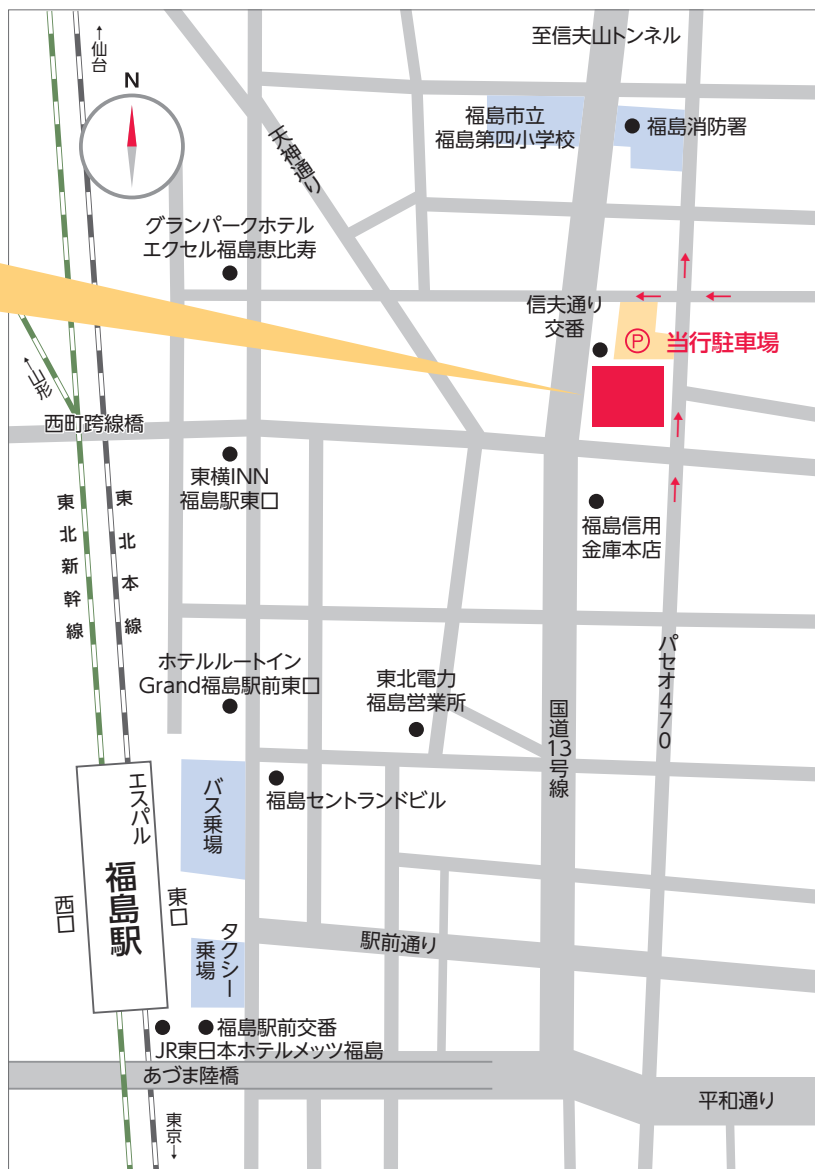 至信夫山トンネル
←仙台
N
福島市立
福島第四小学校
福島消防署
天神通り
グランパークホテル
エクセル福島恵比寿
信夫通り
交番
P 当行駐車場
←山形
西町跨線橋
東横INN
福島駅東口
福島信用
金庫本店
東北新幹線
東北本線
ホテルルートイン
Grand福島駅前東口
東北電力
福島営業所
パセオ470
国道13号線
エスパル
福島駅
バス乗場
福島セントランドビル
西口
東口
タクシー
乗場
駅前通り
福島駅前交番
JR東日本ホテルメッツ福島
あづま陸橋
平和通り
東京→